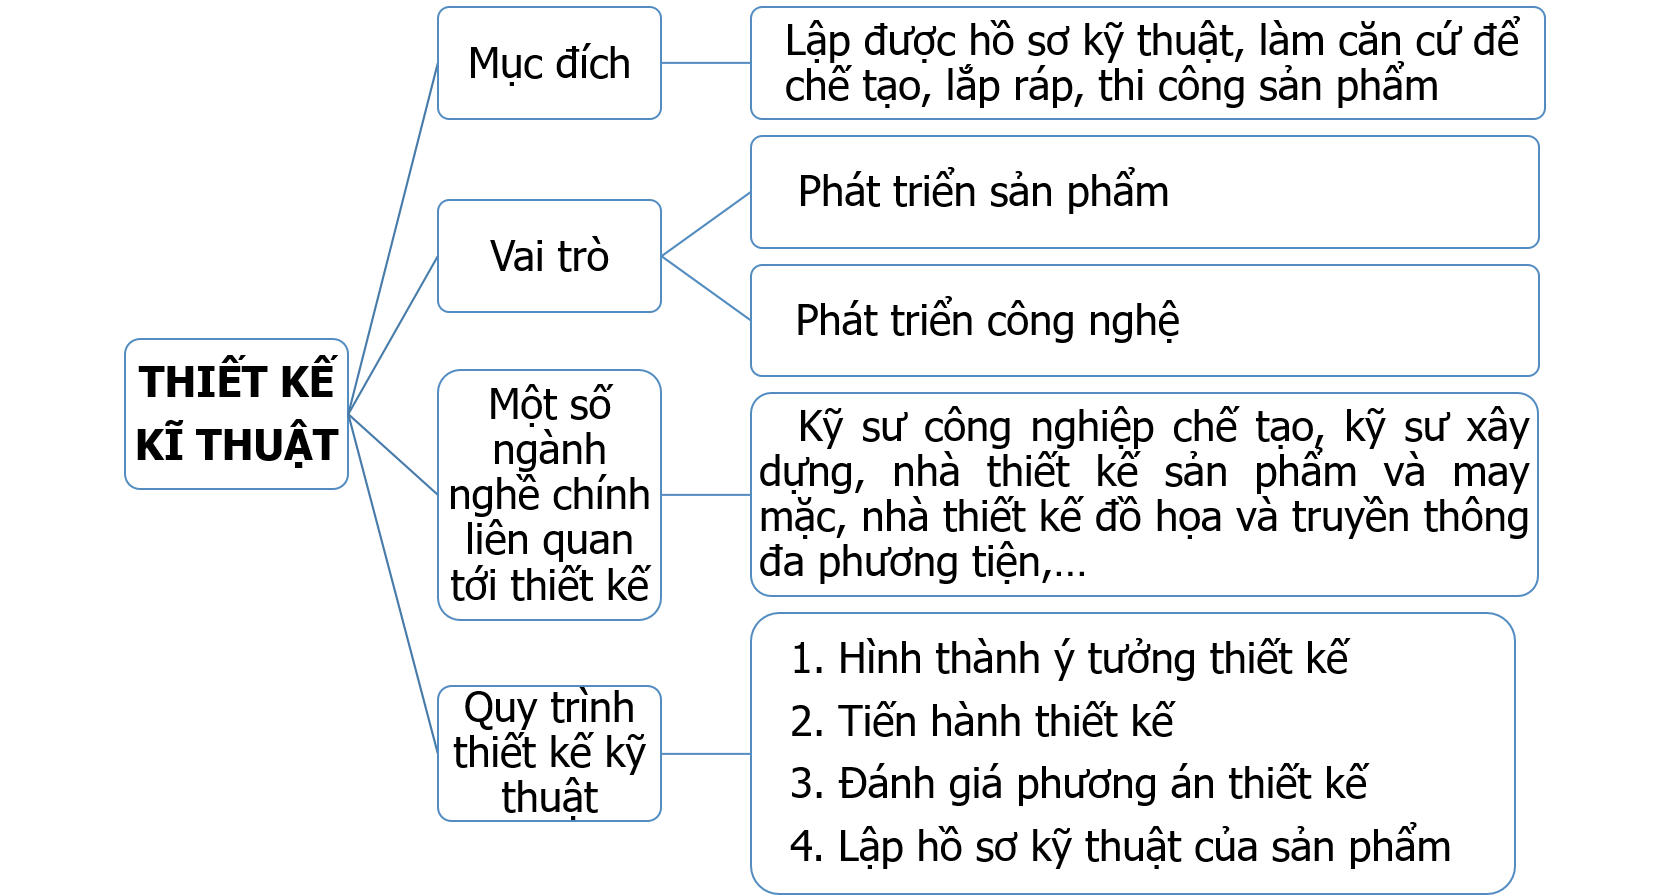 THIẾT KẾ
KĨ THUẬT
Mục đích
Lập được hồ sơ kỹ thuật, làm căn cứ để
chế tạo, lắp ráp, thi công sản phẩm
Vai trò
Phát triển sản phẩm
Phát triển công nghệ
Một số
ngành
nghề chính
liên quan
tới thiết kế
Kỹ sư công nghiệp chế tạo, kỹ sư xây
dựng, nhà thiết kế sản phẩm và may
mặc, nhà thiết kế đồ họa và truyền thông
đa phương tiện,...
Quy trình
thiết kế kỹ
thuật
1. Hình thành ý tưởng thiết kế
2. Tiến hành thiết kế
3. Đánh giá phương án thiết kế
4. Lập hồ sơ kỹ thuật của sản phẩm